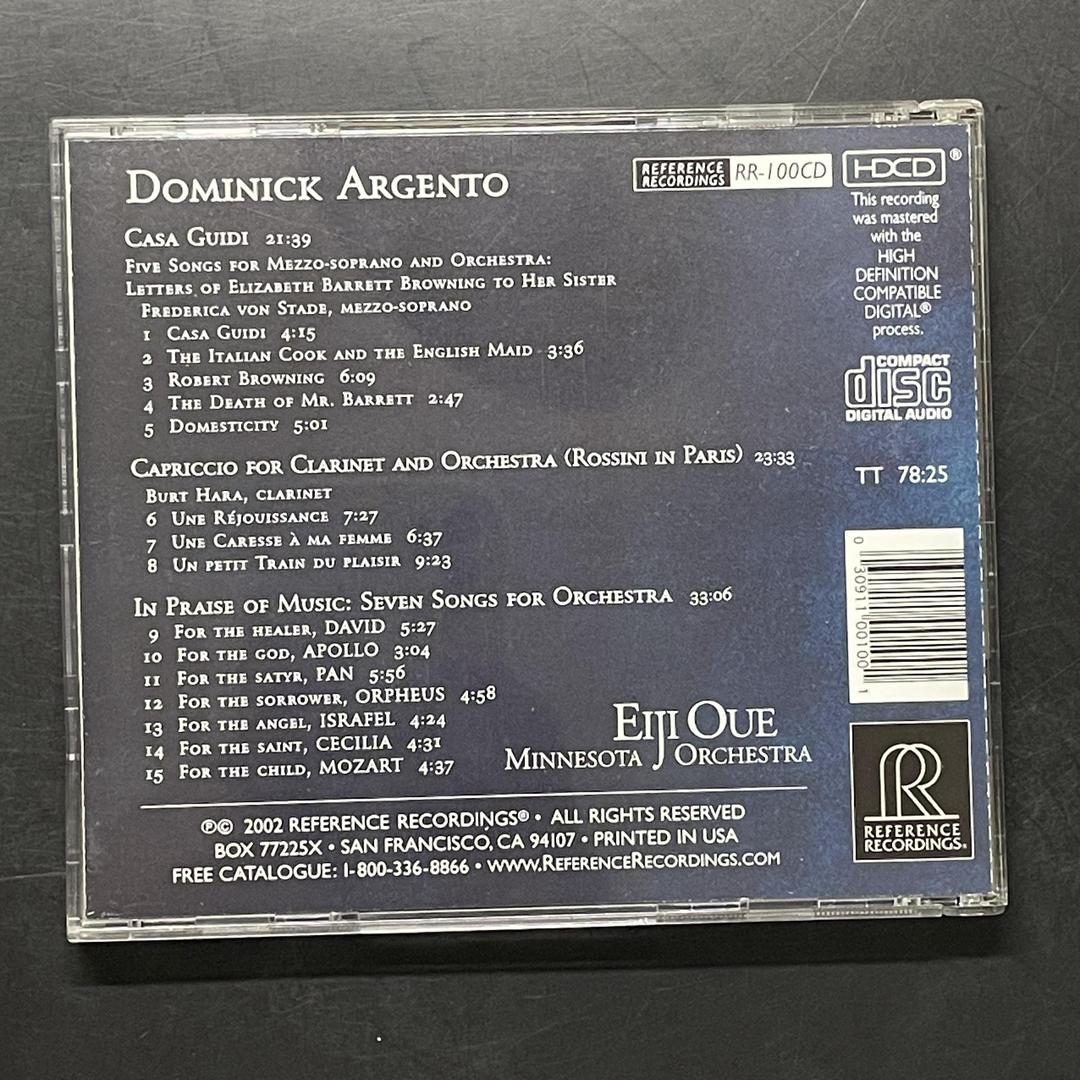 DOMINICK ARGENTO
CASA GUIDI 21:39
FIVE SONGS FOR MEZZO-SOPRANO AND ORCHESTRA:
LETTERS OF ELIZABETH BARRETT BROWNING TO HER SISTER
FREDERICA VON STADE, MEZZO-SOPRANO
1 CASA GUIDI 4:15
2 THE ITALIAN COOK AND THE ENGLISH MAID 3:36
3 ROBERT BROWNING 6:09
4 THE DEATH OF MR. BARRETT 2:47
5 DOMESTICITY 5:01
CAPRICCIO FOR CLARINET AND ORCHESTRA (ROSSINI IN PARIS) 23:33
BURT HARA, CLARINET
6 UNE RÉJOUISSANCE 7:27
7 UNE CARESSE À MA FEMME 6:37
8 UN PETIT TRAIN DU PLAISIR 9:23
IN PRAISE OF MUSIC: SEVEN SONGS FOR ORCHESTRA 33:06
9 FOR THE HEALER, DAVID 5:27
10 FOR THE GOD, APOLLO 3:04
11 FOR THE SATYR, PAN 5:56
12 FOR THE SORROWER, ORPHEUS 4:58
13 FOR THE ANGEL, ISRAFEL 4:24
14 FOR THE SAINT, CECILIA 4:31
15 FOR THE CHILD, MOZART 4:37
EIJI OUE
MINNESOTA ORCHESTRA
℗© 2002 REFERENCE RECORDINGS® • ALL RIGHTS RESERVED
BOX 77225X • SAN FRANCISCO, CA 94107 • PRINTED IN USA
FREE CATALOGUE: 1-800-336-8866 • WWW.REFERENCERECORDINGS.COM
REFERENCE RECORDINGS RR-100CD
HDCD®
This recording
was mastered
with the
HIGH
DEFINITION
COMPATIBLE
DIGITAL®
process.
COMPACT
disc
DIGITAL AUDIO
TT 78:25
0 30911 00100 1
R
REFERENCE
RECORDINGS®